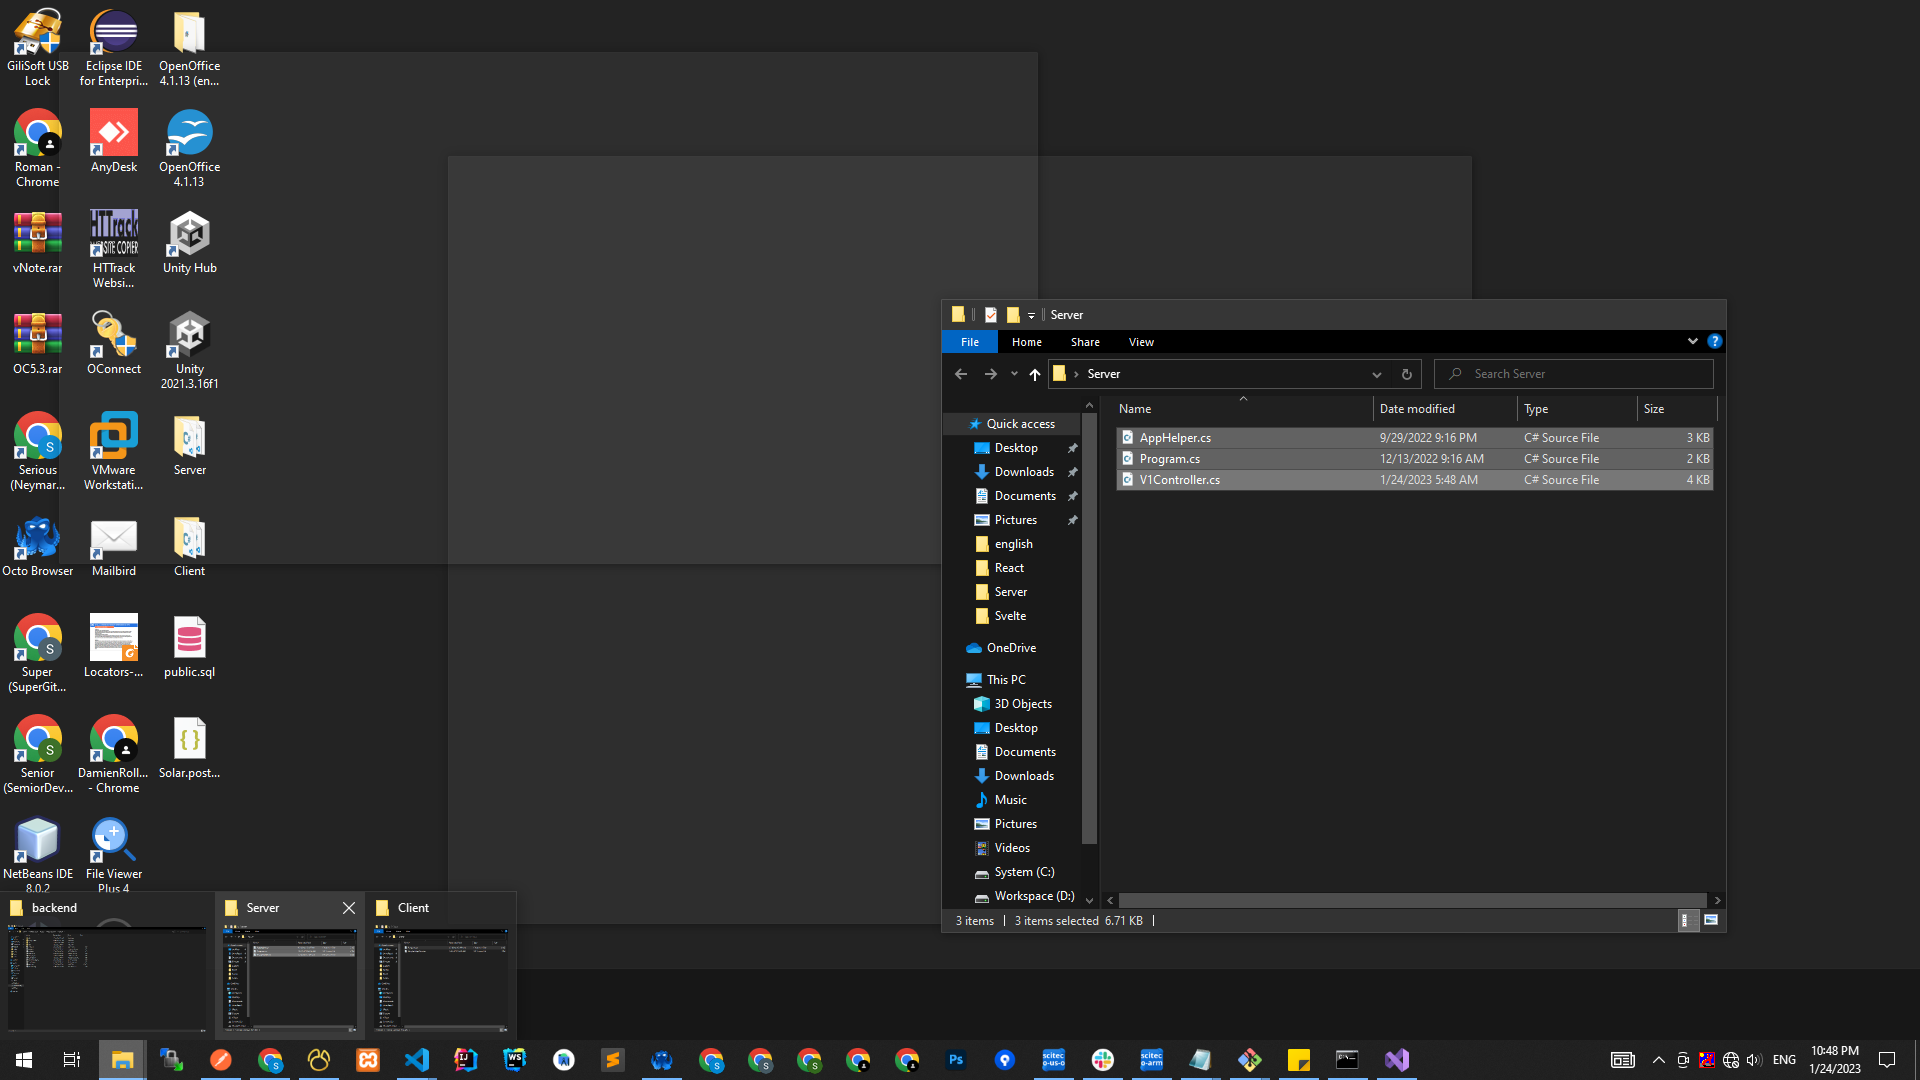 GiliSoft USB
Lock
Eclipse IDE
for Enterpri...
OpenOffice
4.1.13 (en...
Roman -
Chrome
AnyDesk
OpenOffice
4.1.13
vNote.rar
HTTrack
Websi...
Unity Hub
OC5.3.rar
OConnect
Unity
2021.3.16f1
Serious
(Neymar...
VMware
Workstati...
Server
Octo Browser
Mailbird
Client
Super
(SuperGit...
Locators-...
public.sql
Senior
(SemiorDev...
DamienRoll...
- Chrome
Solar.post...
NetBeans IDE
8.0.2
File Viewer
Plus 4
Server
File
Home
Share
View
Server
Search Server
Name
Date modified
Type
Size
AppHelper.cs
9/29/2022 9:16 PM
C# Source File
3 KB
Program.cs
12/13/2022 9:16 AM
C# Source File
2 KB
V1Controller.cs
1/24/2023 5:48 AM
C# Source File
4 KB
Quick access
Desktop
Downloads
Documents
Pictures
english
React
Server
Svelte
OneDrive
This PC
3D Objects
Desktop
Documents
Downloads
Music
Pictures
Videos
System (C:)
Workspace (D:)
3 items
3 items selected 6.71 KB
backend
Server
Client
ENG
10:48 PM
1/24/2023